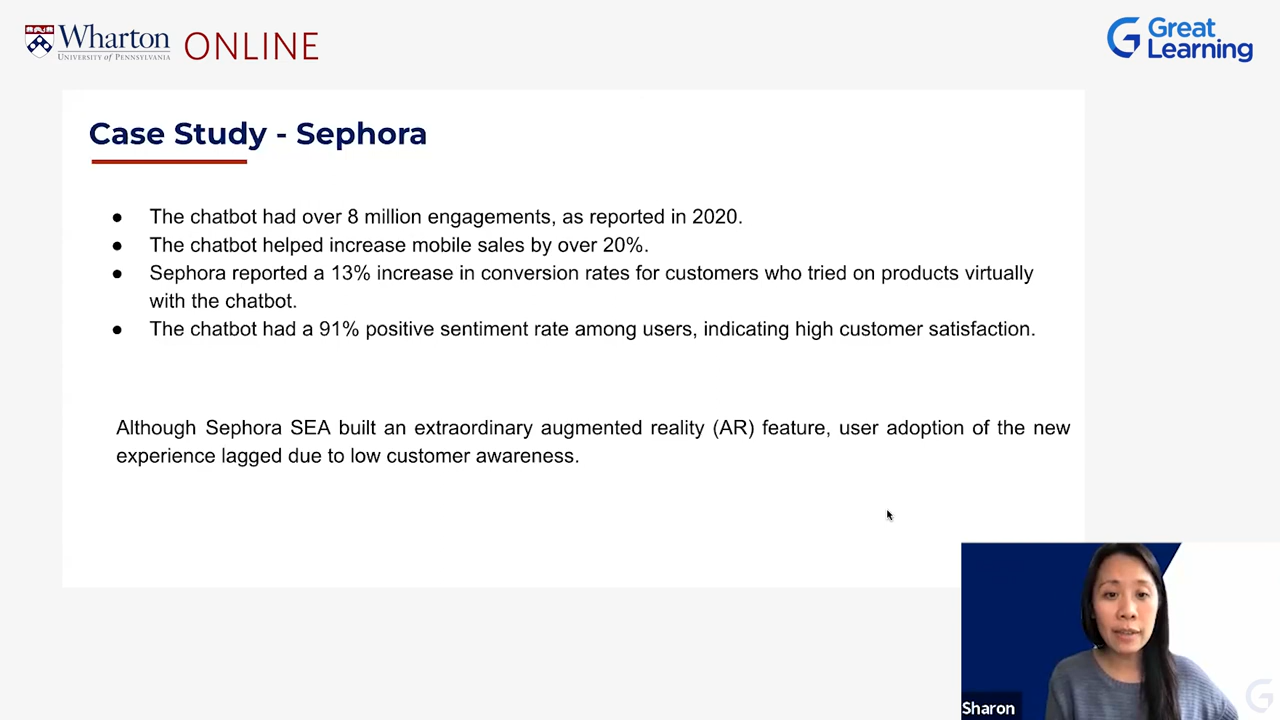 Wharton
UNIVERSITY of PENNSYLVANIA
ONLINE
Great
Learning
Case Study - Sephora
● The chatbot had over 8 million engagements, as reported in 2020.
● The chatbot helped increase mobile sales by over 20%.
● Sephora reported a 13% increase in conversion rates for customers who tried on products virtually
with the chatbot.
● The chatbot had a 91% positive sentiment rate among users, indicating high customer satisfaction.
Although Sephora SEA built an extraordinary augmented reality (AR) feature, user adoption of the new
experience lagged due to low customer awareness.
Sharon